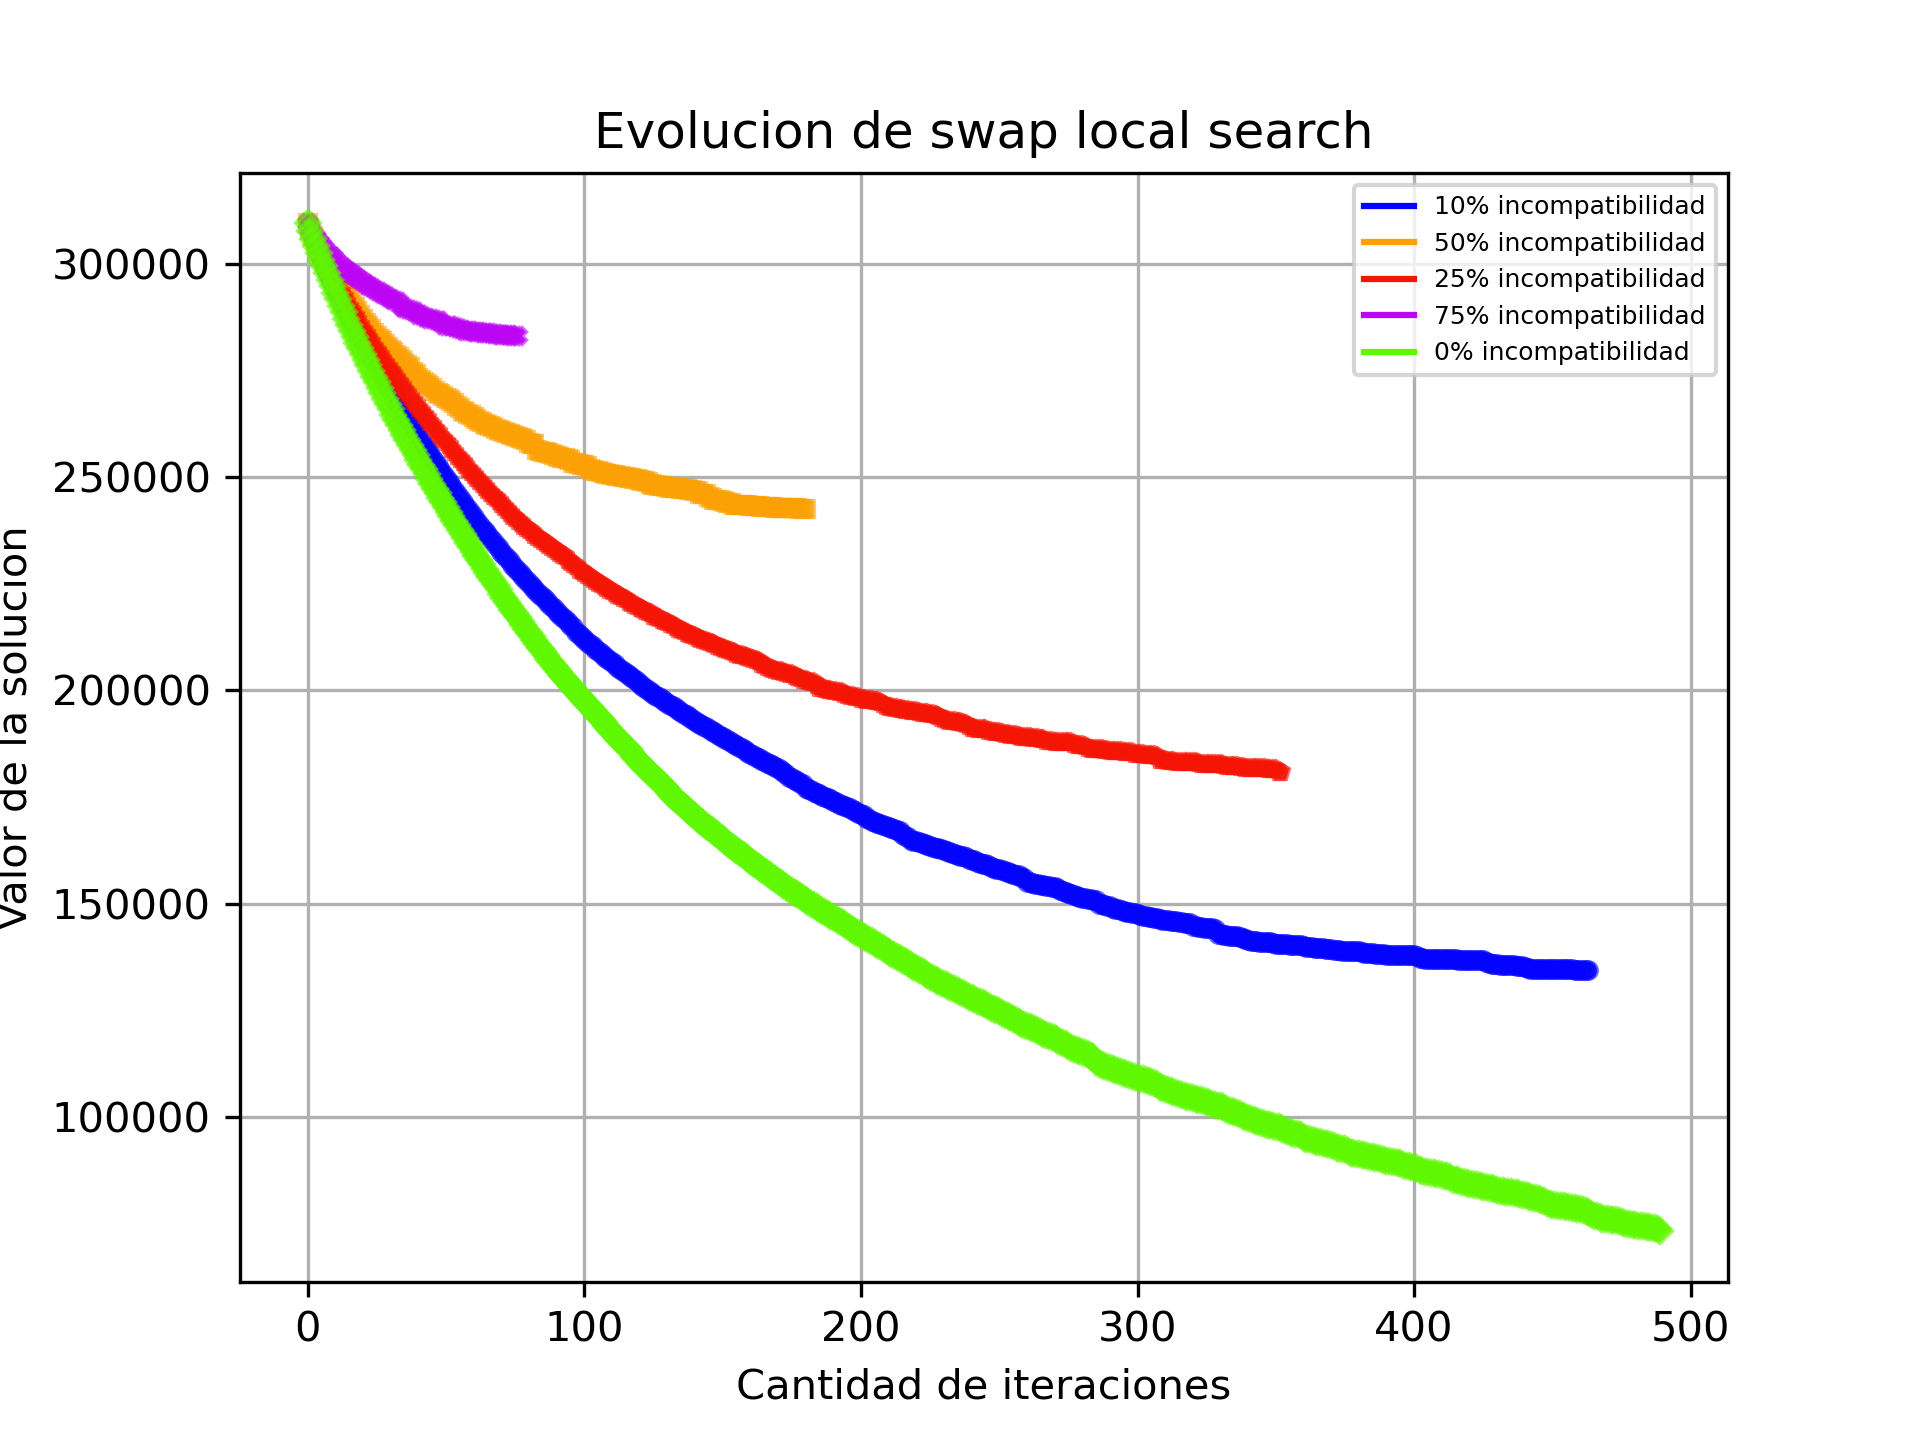 Evolucion de swap local search
10% incompatibilidad
50% incompatibilidad
25% incompatibilidad
75% incompatibilidad
0% incompatibilidad
Valor de la solucion
300000
250000
200000
150000
100000
0 100 200 300 400 500
Cantidad de iteraciones